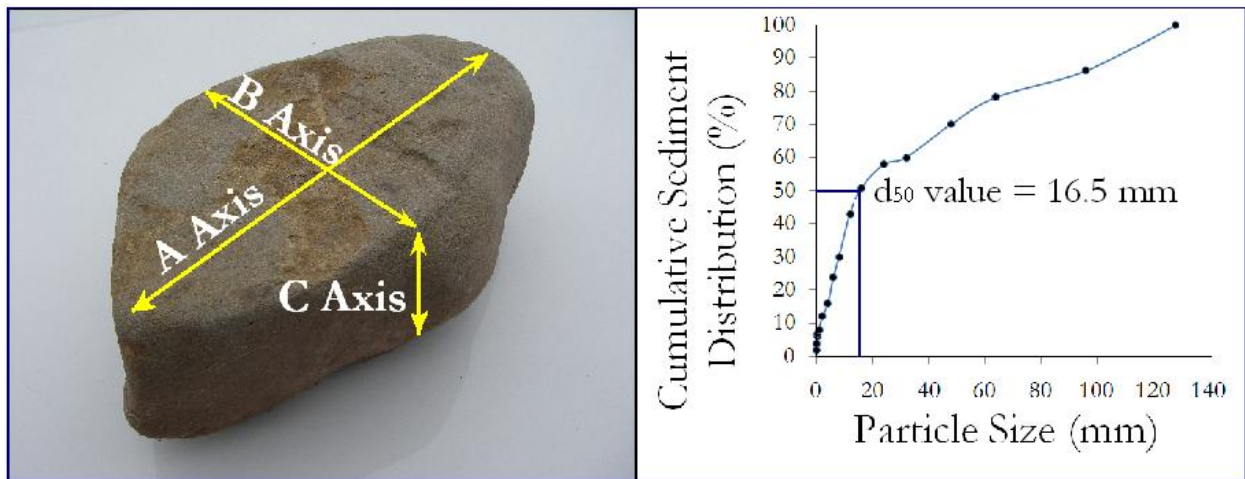 B Axis
A Axis
C Axis
Cumulative Sediment
Distribution (%)
100
90
80
70
60
50
40
30
20
10
0
d50 value = 16.5 mm
0 20 40 60 80 100 120 140
Particle Size (mm)